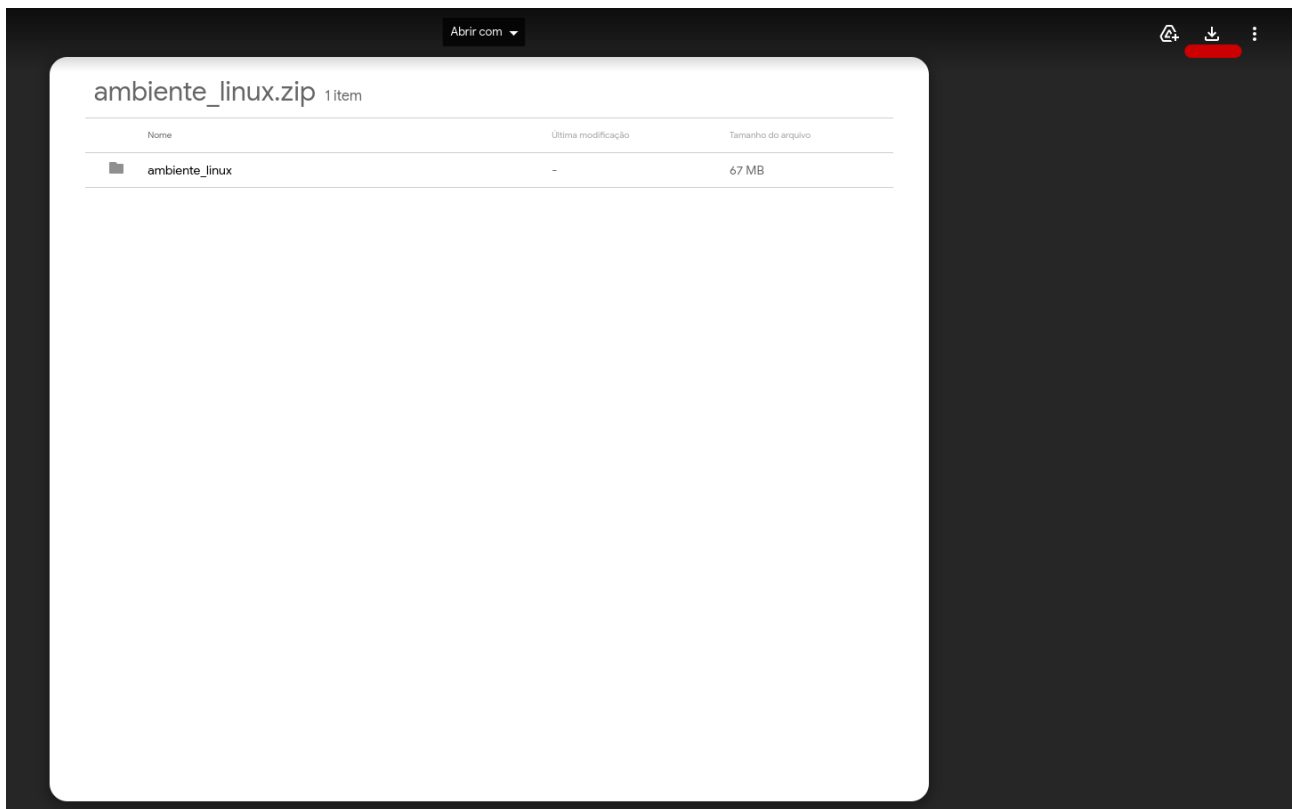 Abrir com
ambiente_linux.zip 1 item
Nome Última modificação Tamanho do arquivo
ambiente_linux - 67 MB